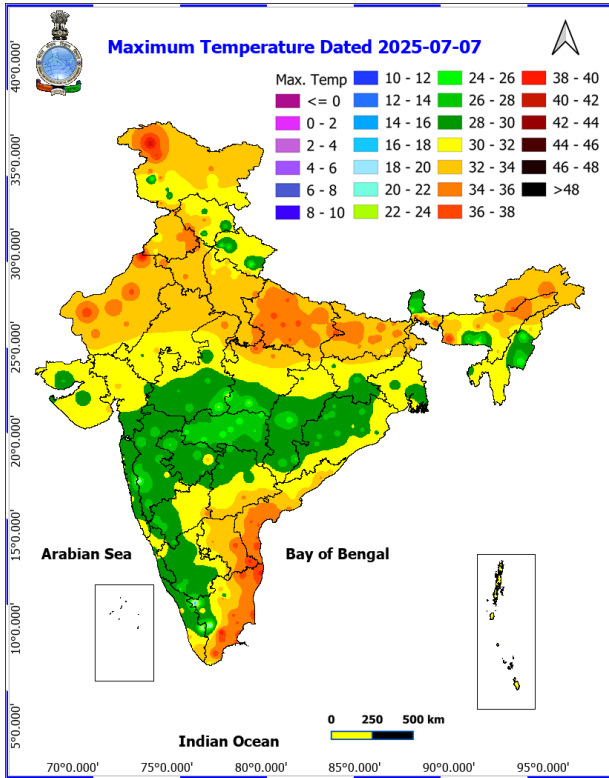 Maximum Temperature Dated 2025-07-07
Max. Temp
<= 0
0 - 2
2 - 4
4 - 6
6 - 8
8 - 10
10 - 12
12 - 14
14 - 16
16 - 18
18 - 20
20 - 22
22 - 24
24 - 26
26 - 28
28 - 30
30 - 32
32 - 34
34 - 36
36 - 38
38 - 40
40 - 42
42 - 44
44 - 46
46 - 48
>48
40°0.000'
35°0.000'
30°0.000'
25°0.000'
20°0.000'
15°0.000'
10°0.000'
5°0.000'
Arabian Sea
Bay of Bengal
Indian Ocean
0 250 500 km
70°0.000' 75°0.000' 80°0.000' 85°0.000' 90°0.000' 95°0.000'